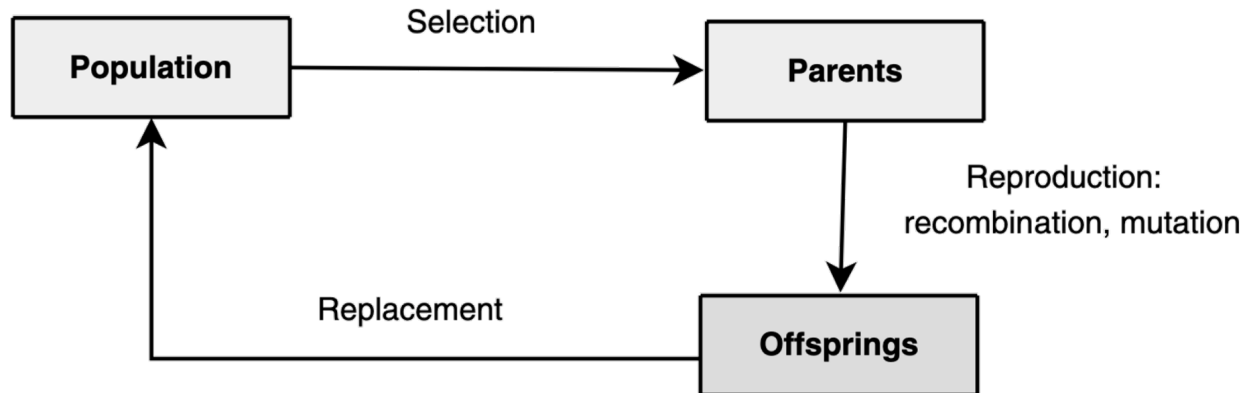 Selection
Population
Parents
Reproduction:
recombination, mutation
Replacement
Offsprings